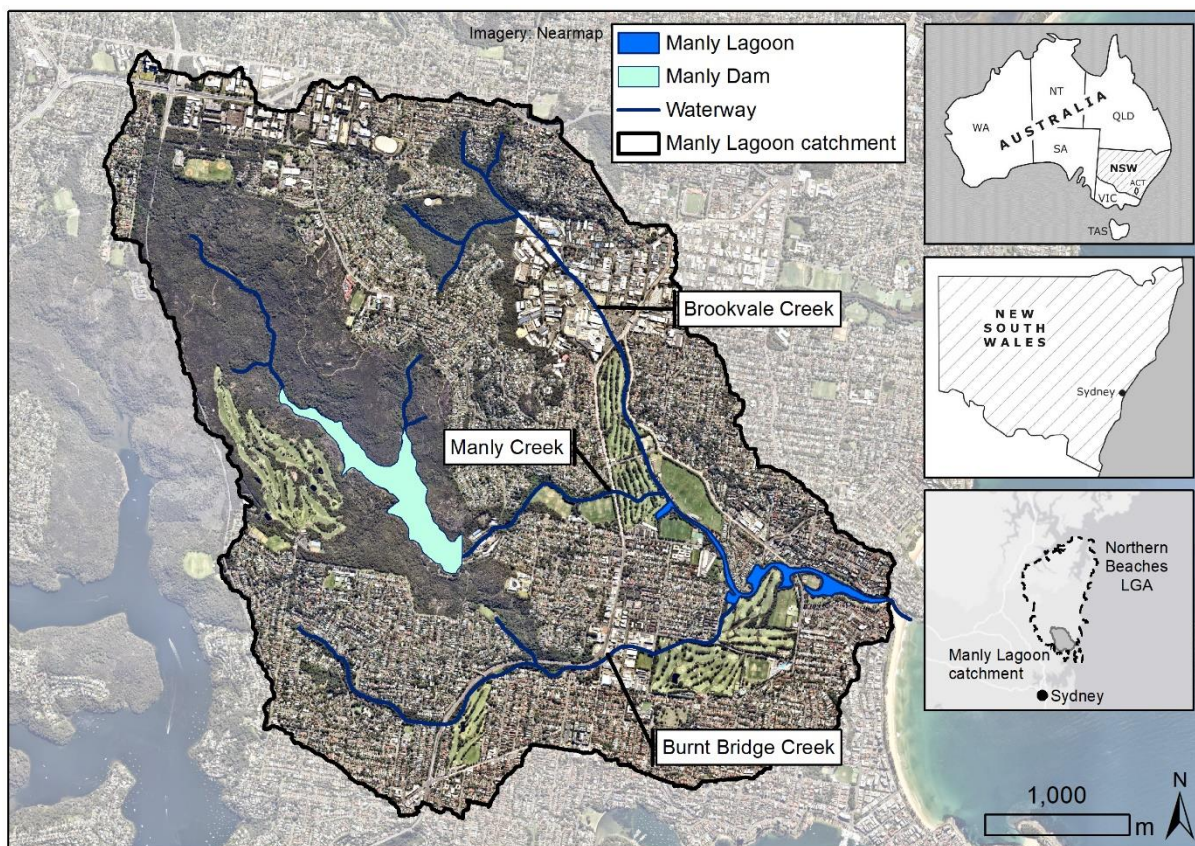 Imagery: Nearmap
Manly Lagoon
Manly Dam
Waterway
Manly Lagoon catchment
Brookvale Creek
Manly Creek
Burnt Bridge Creek
AUSTRALIA
WA
NT
QLD
SA
NSW
ACT
VIC
TAS
NEW
SOUTH
WALES
Sydney
Northern
Beaches
LGA
Manly Lagoon
catchment
Sydney
1,000
m
N